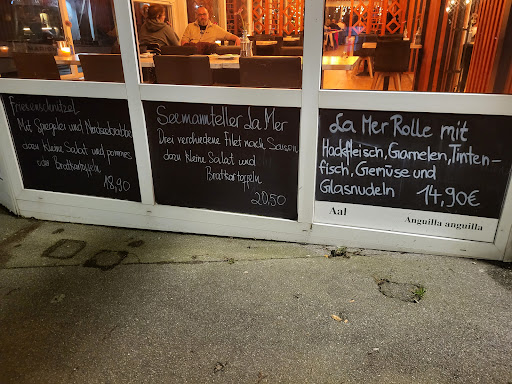 Friesenschnitzel
Mit Spiegelei und Nordseekrabben
dazu kleine Salat und pommes
oder Bratkartoffeln
18,90
Seemannteller La Mer
Drei verschiedene Filet nach Saison
dazu kleine Salat und
Bratkartoffeln
20,50
La Mer Rolle mit
Hackfleisch, Garnelen, Tinten-
fisch, Gemüse und
Glasnudeln 14,90€
Aal Anguilla anguilla